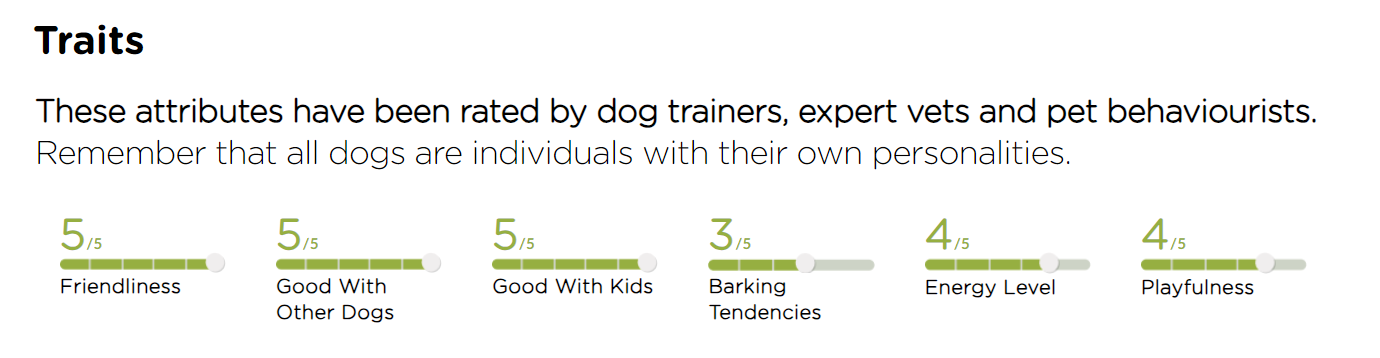 Traits
These attributes have been rated by dog trainers, expert vets and pet behaviourists.
Remember that all dogs are individuals with their own personalities.
5/5
Friendliness
5/5
Good With
Other Dogs
5/5
Good With Kids
3/5
Barking
Tendencies
4/5
Energy Level
4/5
Playfulness